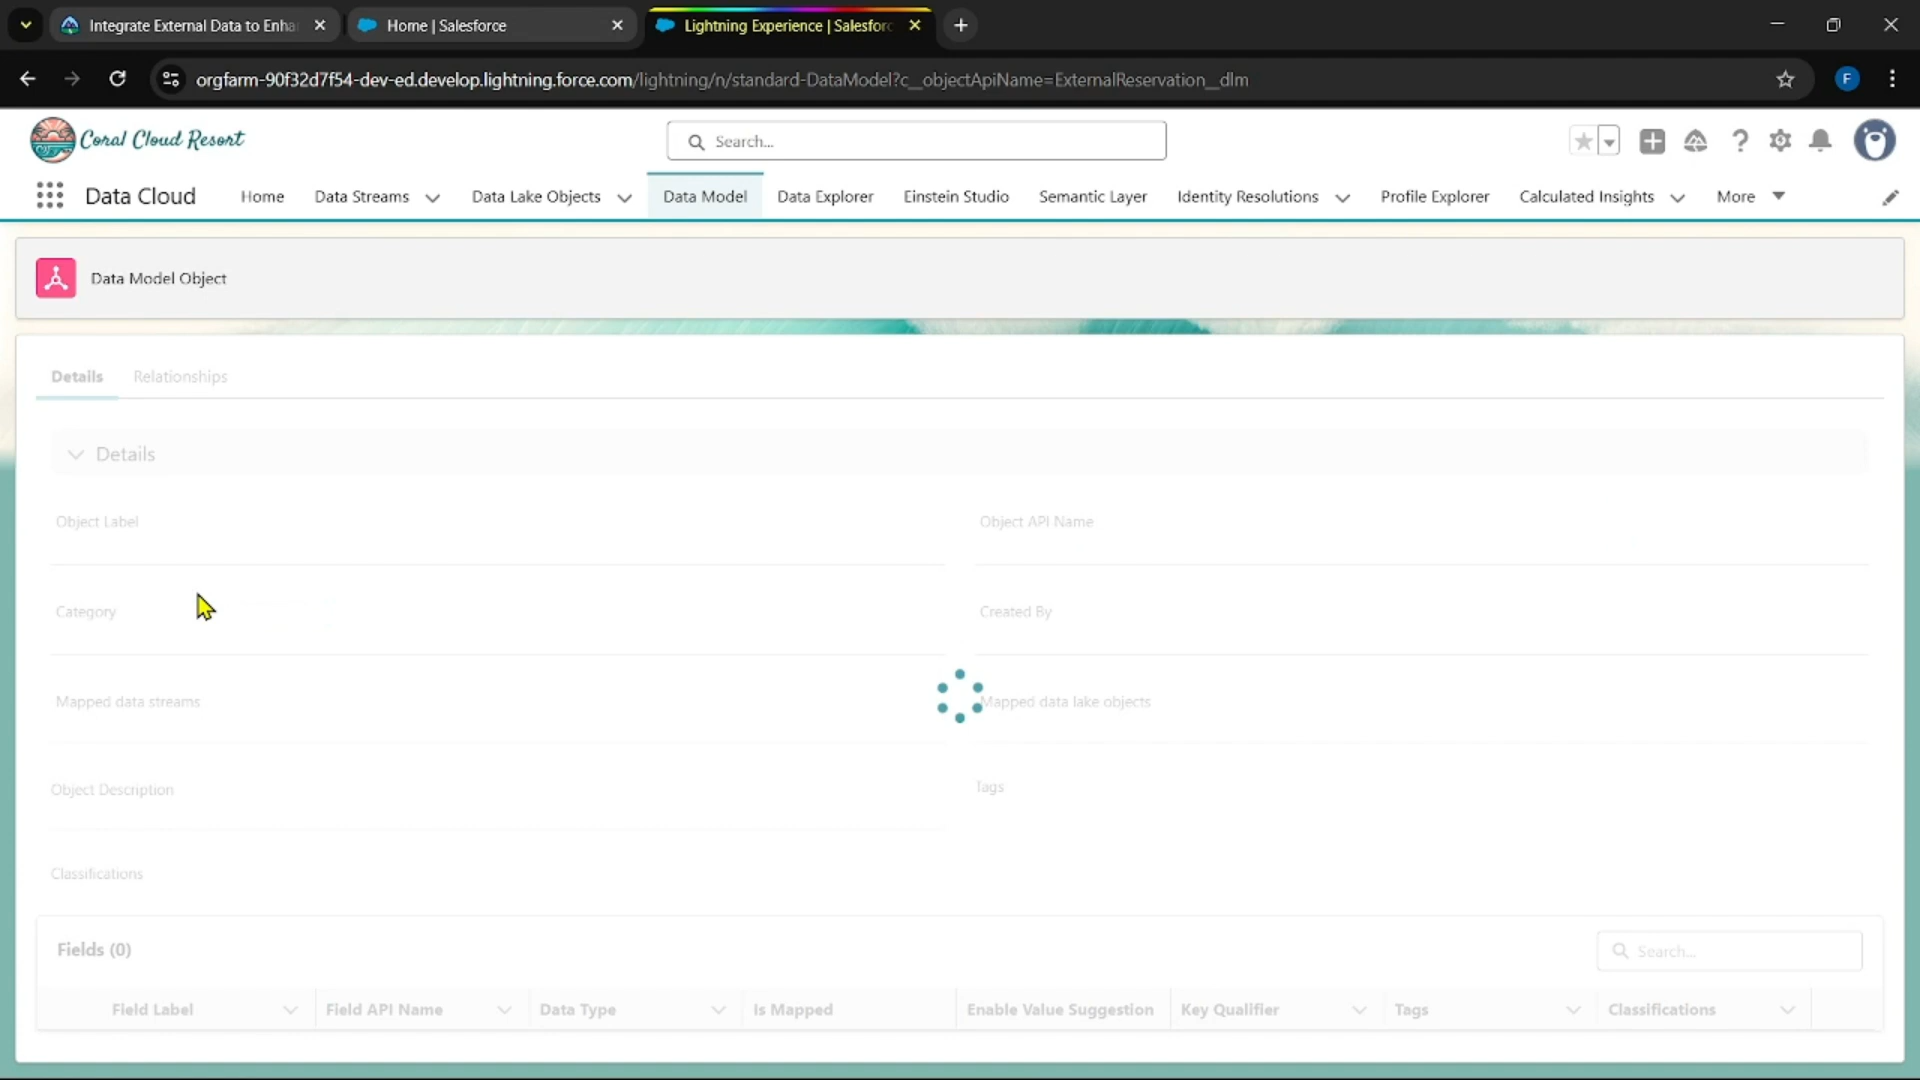 Integrate External Data to Enha
Home | Salesforce
Lightning Experience | Salesforc
orgfarm-90f32d7f54-dev-ed.develop.lightning.force.com/lightning/n/standard-DataModel?c__objectApiName=ExternalReservation__dlm
F
Coral Cloud Resort
Search...
Data Cloud
Home
Data Streams
Data Lake Objects
Data Model
Data Explorer
Einstein Studio
Semantic Layer
Identity Resolutions
Profile Explorer
Calculated Insights
More
Data Model Object
Details
Relationships
Details
Object Label
Object API Name
Category
Created By
Mapped data streams
Mapped data lake objects
Object Description
Tags
Classifications
Fields (0)
Search...
Field Label
Field API Name
Data Type
Is Mapped
Enable Value Suggestion
Key Qualifier
Tags
Classifications